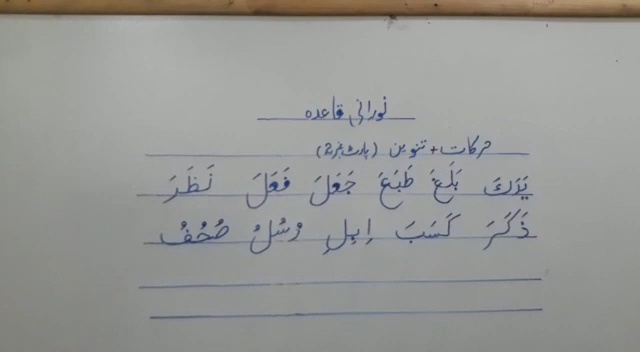 نورانی قاعدہ
حرکات + تنوین (پارٹ نمبر 2)
یَدَكَ بَلَغَ طَبَعَ جَعَلَ فَعَلَ نَظَرَ
ذَكَرَ كَسَبَ اِبِلِ رُسُلُ صُحُفُ